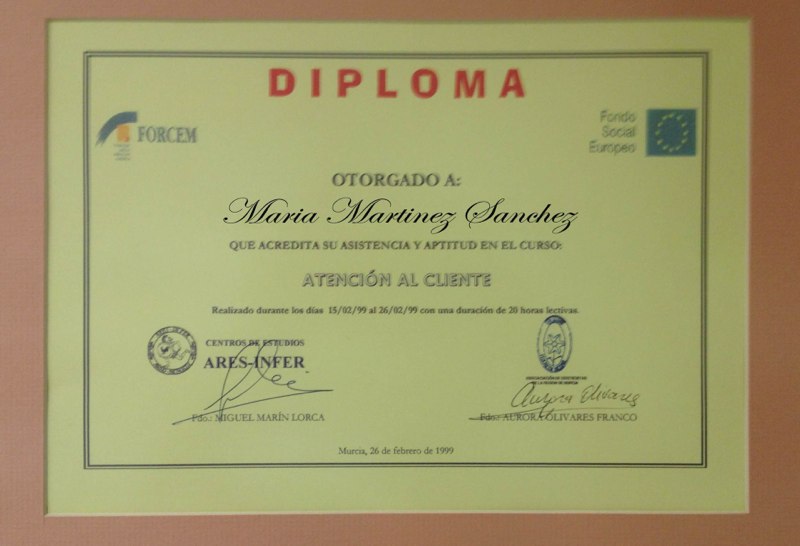 DIPLOMA
FORCEM
Fondo
Social
Europeo
OTORGADO A:
Maria Martinez Sanchez
QUE ACREDITA SU ASISTENCIA Y APTITUD EN EL CURSO:
ATENCIÓN AL CLIENTE
Realizado durante los días 15/02/99 al 26/02/99 con una duración de 20 horas lectivas.
CENTROS DE ESTUDIOS
ARES-INFER
Aurora Olivares
Fdo.: MIGUEL MARÍN LORCA
Fdo.: AURORA OLIVARES FRANCO
Murcia, 26 de febrero de 1999